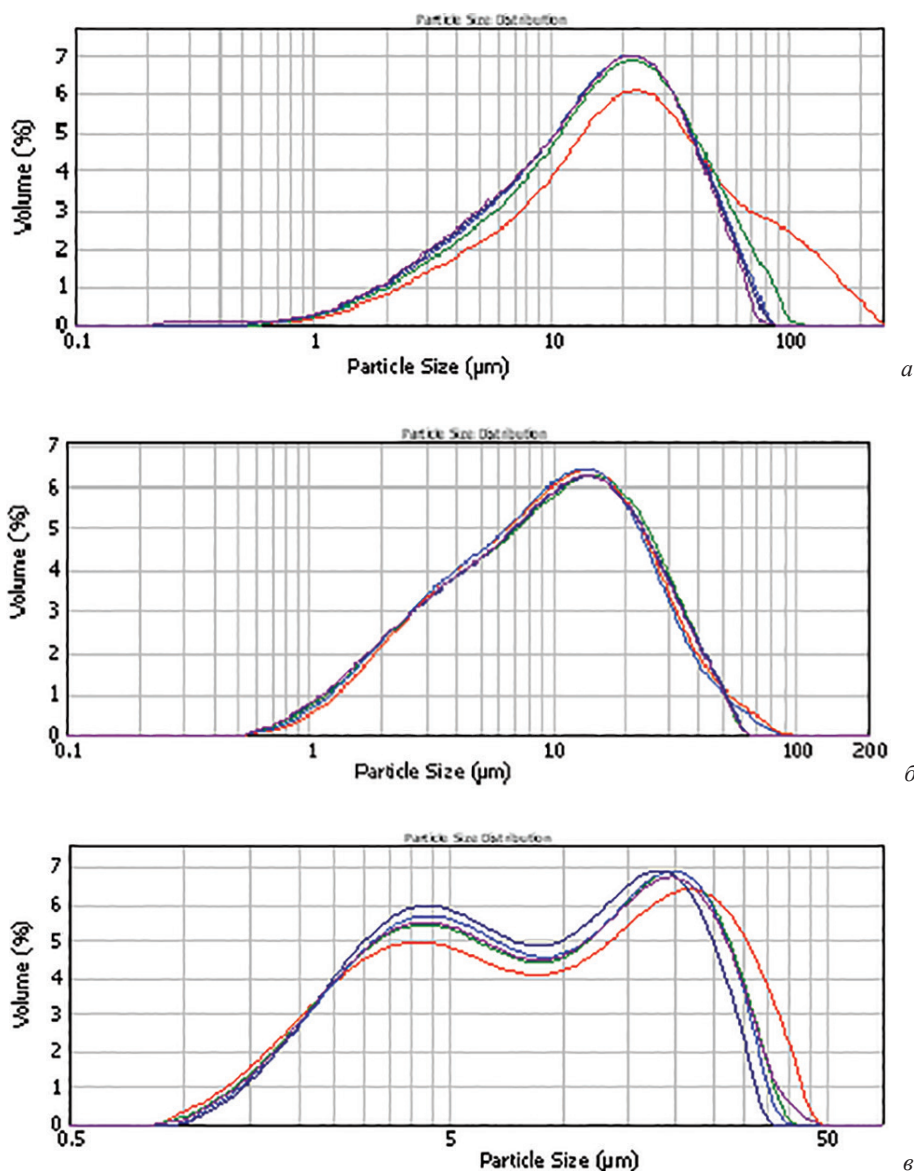 Particle Size Distribution
7
6
5
4
3
2
1
0
Volume (%)
0.1 1 10 100
Particle Size (µm)
а
Particle Size Distribution
7
6
5
4
3
2
1
0
Volume (%)
0.1 1 10 100 200
Particle Size (µm)
б
Particle Size Distribution
7
6
5
4
3
2
1
0
Volume (%)
0.5 5 50
Particle Size (µm)
в